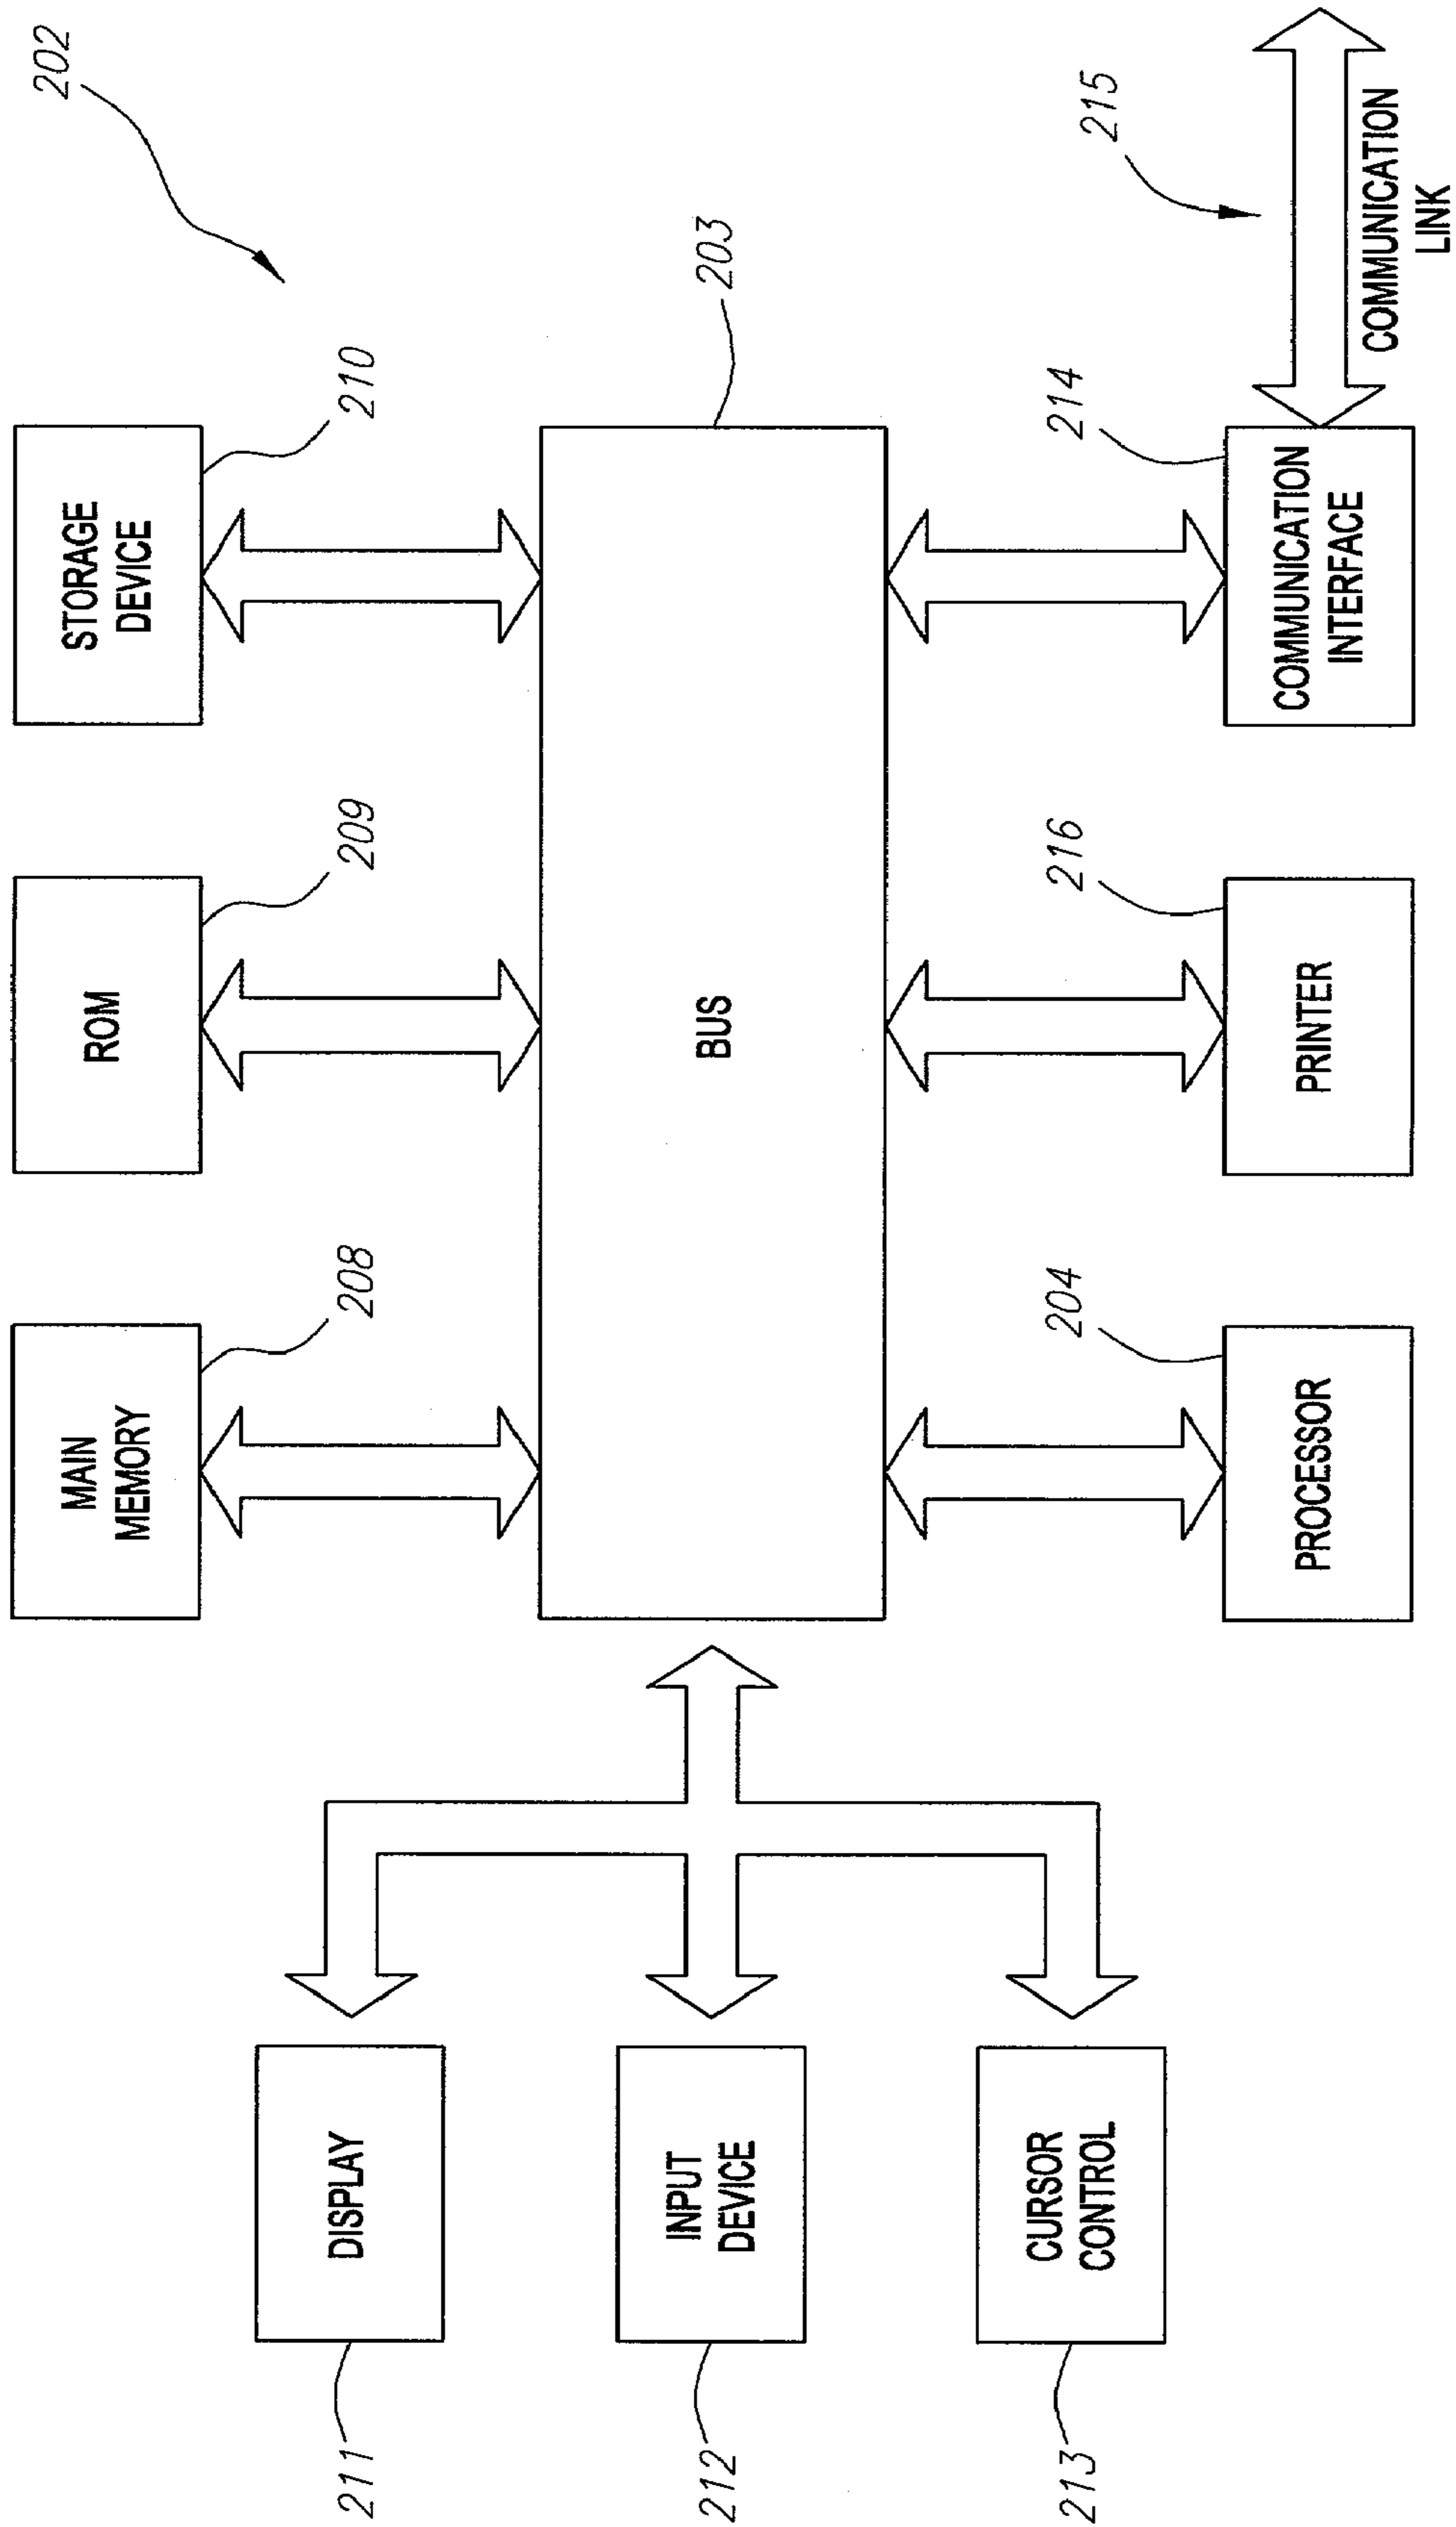 202
MAIN
MEMORY
208
ROM
209
STORAGE
DEVICE
210
DISPLAY
211
INPUT
DEVICE
212
CURSOR
CONTROL
213
BUS
203
PROCESSOR
204
PRINTER
216
COMMUNICATION
INTERFACE
214
215
COMMUNICATION
LINK